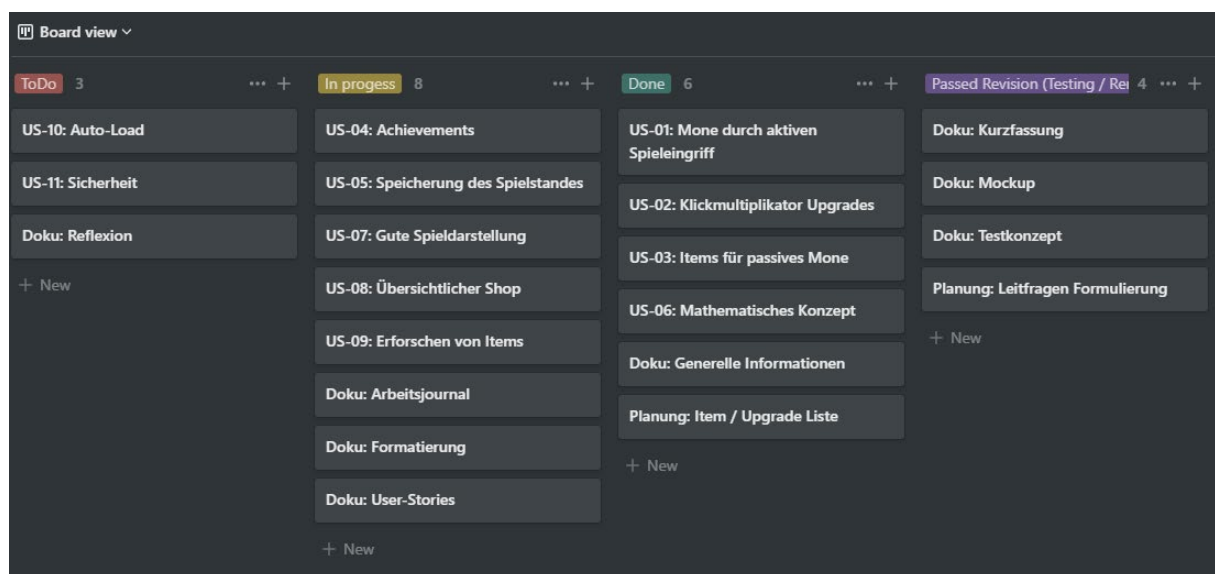 Board view
ToDo 3
US-10: Auto-Load
US-11: Sicherheit
Doku: Reflexion
+ New
In progess 8
US-04: Achievements
US-05: Speicherung des Spielstandes
US-07: Gute Spieldarstellung
US-08: Übersichtlicher Shop
US-09: Erforschen von Items
Doku: Arbeitsjournal
Doku: Formatierung
Doku: User-Stories
+ New
Done 6
US-01: Mone durch aktiven
Spieleingriff
US-02: Klickmultiplikator Upgrades
US-03: Items für passives Mone
US-06: Mathematisches Konzept
Doku: Generelle Informationen
Planung: Item / Upgrade Liste
+ New
Passed Revision (Testing / 4
Doku: Kurzfassung
Doku: Mockup
Doku: Testkonzept
Planung: Leitfragen Formulierung
+ New